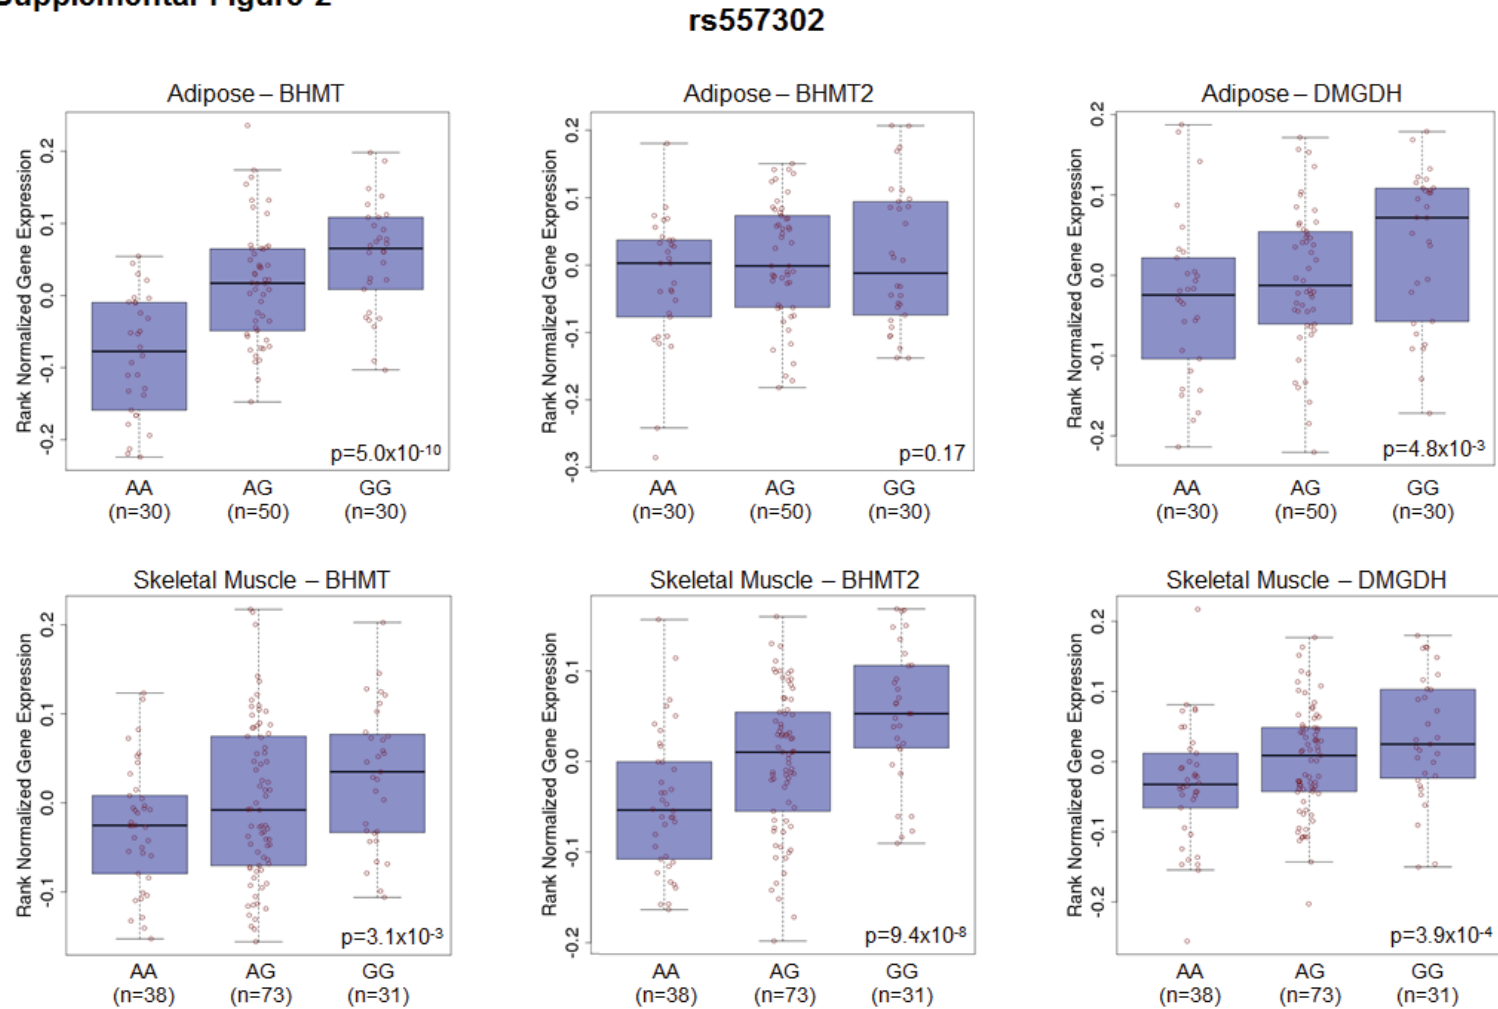 Supplemental Figure 2
rs557302
Adipose – BHMT
Rank Normalized Gene Expression
0.2
0.1
0.0
-0.1
-0.2
p=5.0x10⁻¹⁰
AA AG GG
(n=30) (n=50) (n=30)
Adipose – BHMT2
Rank Normalized Gene Expression
0.2
0.1
0.0
-0.1
-0.2
-0.3
p=0.17
AA AG GG
(n=30) (n=50) (n=30)
Adipose – DMGDH
Rank Normalized Gene Expression
0.2
0.1
0.0
-0.1
-0.2
p=4.8x10⁻³
AA AG GG
(n=30) (n=50) (n=30)
Skeletal Muscle – BHMT
Rank Normalized Gene Expression
0.2
0.1
0.0
-0.1
p=3.1x10⁻³
AA AG GG
(n=38) (n=73) (n=31)
Skeletal Muscle – BHMT2
Rank Normalized Gene Expression
0.1
0.0
-0.1
-0.2
p=9.4x10⁻⁸
AA AG GG
(n=38) (n=73) (n=31)
Skeletal Muscle – DMGDH
Rank Normalized Gene Expression
0.2
0.1
0.0
-0.1
-0.2
p=3.9x10⁻⁴
AA AG GG
(n=38) (n=73) (n=31)